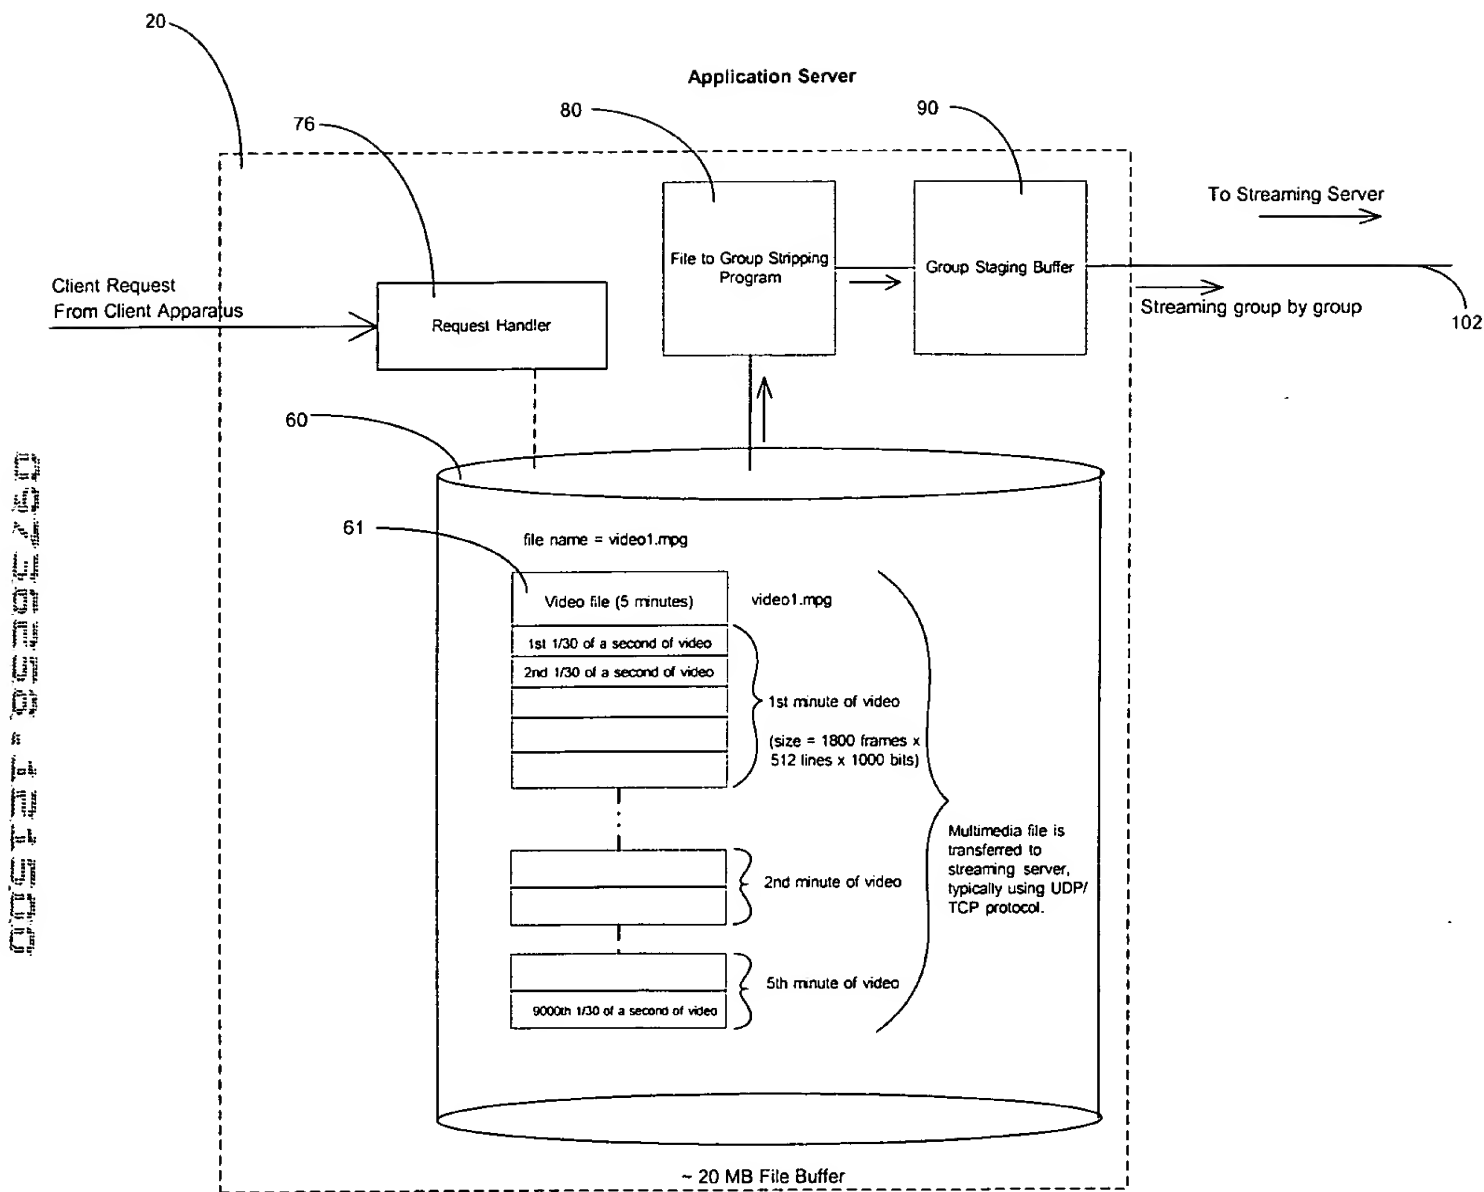 20
Application Server
76
80
90
To Streaming Server
Client Request
From Client Apparatus
Request Handler
File to Group Stripping
Program
Group Staging Buffer
Streaming group by group
102
60
61
file name = video1.mpg
Video file (5 minutes)
video1.mpg
1st 1/30 of a second of video
2nd 1/30 of a second of video
1st minute of video
(size = 1800 frames x
512 lines x 1000 bits)
Multimedia file is
transferred to
streaming server,
typically using UDP/
TCP protocol.
2nd minute of video
5th minute of video
9000th 1/30 of a second of video
~ 20 MB File Buffer